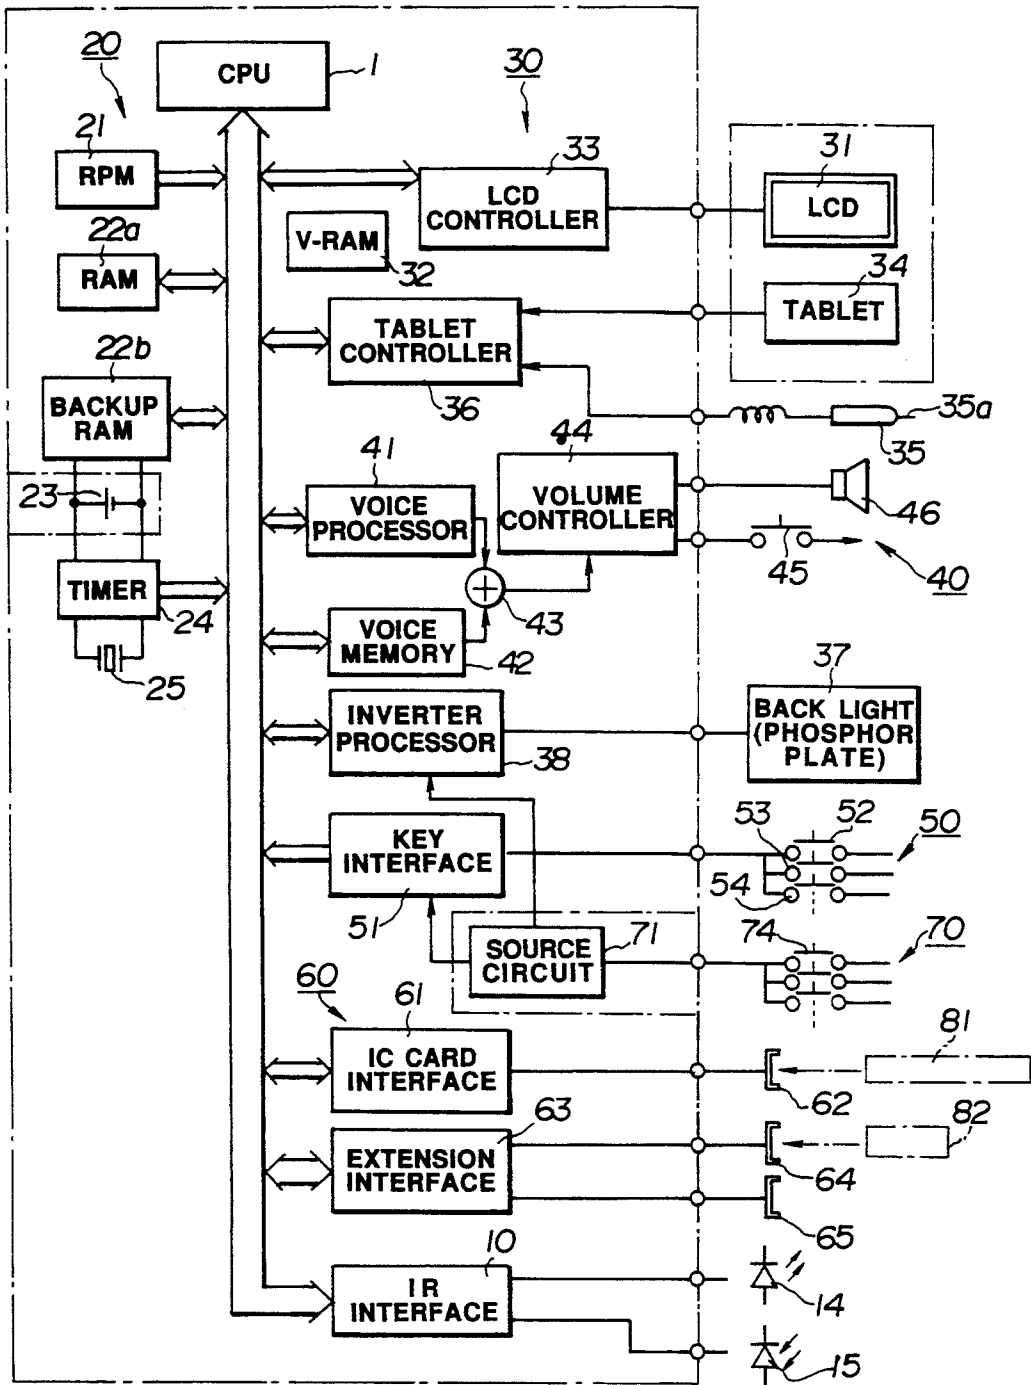 20
CPU
1
30
21
RPM
33
LCD
CONTROLLER
31
LCD
22a
RAM
V-RAM
32
34
TABLET
TABLET
CONTROLLER
36
22b
BACKUP
RAM
35a
35
23
41
VOICE
PROCESSOR
44
VOLUME
CONTROLLER
46
45
40
TIMER
24
43
25
VOICE
MEMORY
42
INVERTER
PROCESSOR
38
37
BACK LIGHT
(PHOSPHOR
PLATE)
KEY
INTERFACE
51
53
52
50
54
SOURCE
CIRCUIT
71
74
70
60
61
IC CARD
INTERFACE
62
81
63
EXTENSION
INTERFACE
64
82
65
10
IR
INTERFACE
14
15